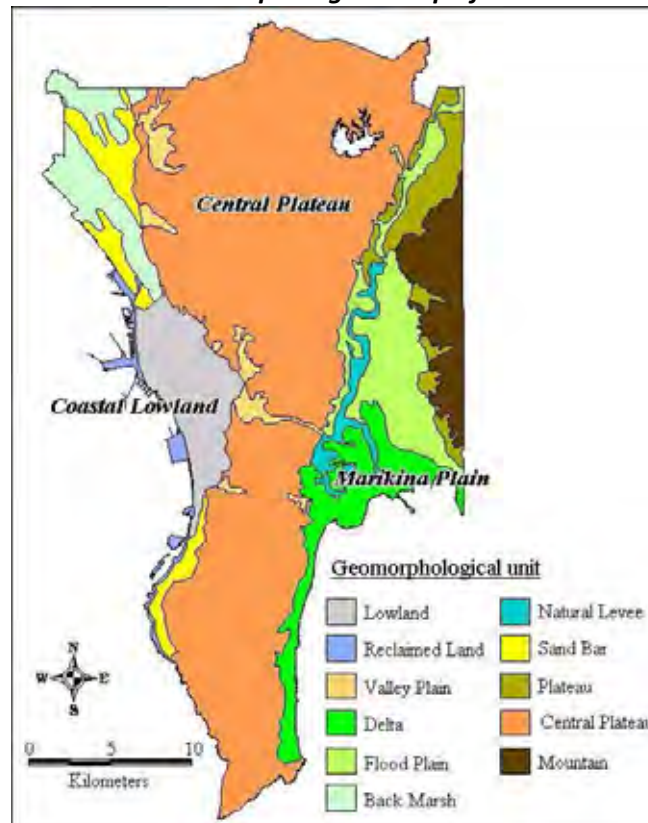 Central Plateau
Coastal Lowland
Marikina Plain
Geomorphological unit
Lowland
Reclaimed Land
Valley Plain
Delta
Flood Plain
Back Marsh
Natural Levee
Sand Bar
Plateau
Central Plateau
Mountain
N
W E
S
0 5 10
Kilometers